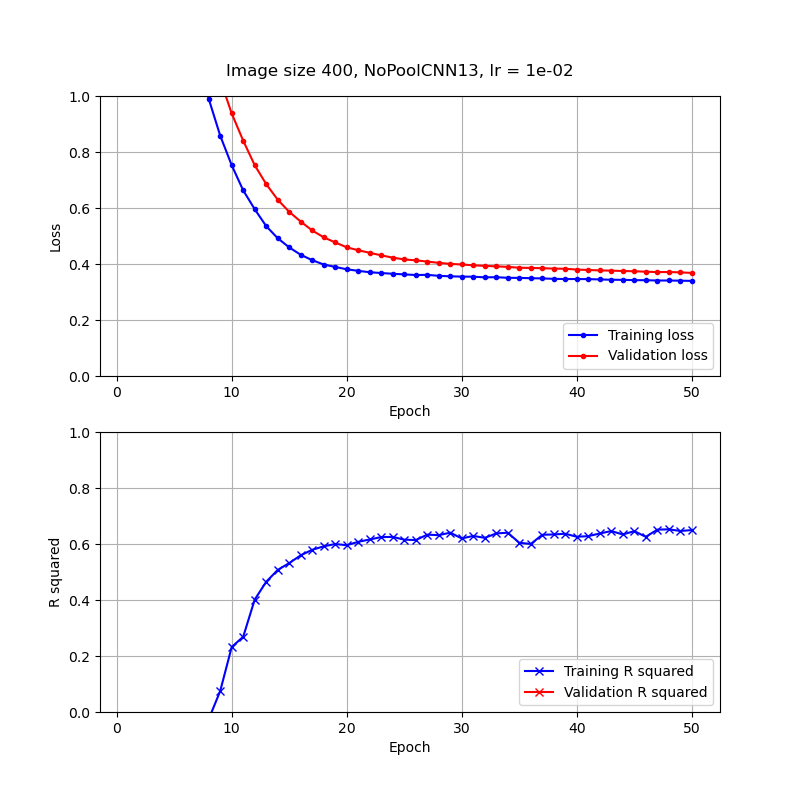 Image size 400, NoPoolCNN13, lr = 1e-02
1.0
0.8
0.6
0.4
0.2
0.0
Loss
0 10 20 30 40 50
Epoch
Training loss
Validation loss
1.0
0.8
0.6
0.4
0.2
0.0
R squared
0 10 20 30 40 50
Epoch
Training R squared
Validation R squared